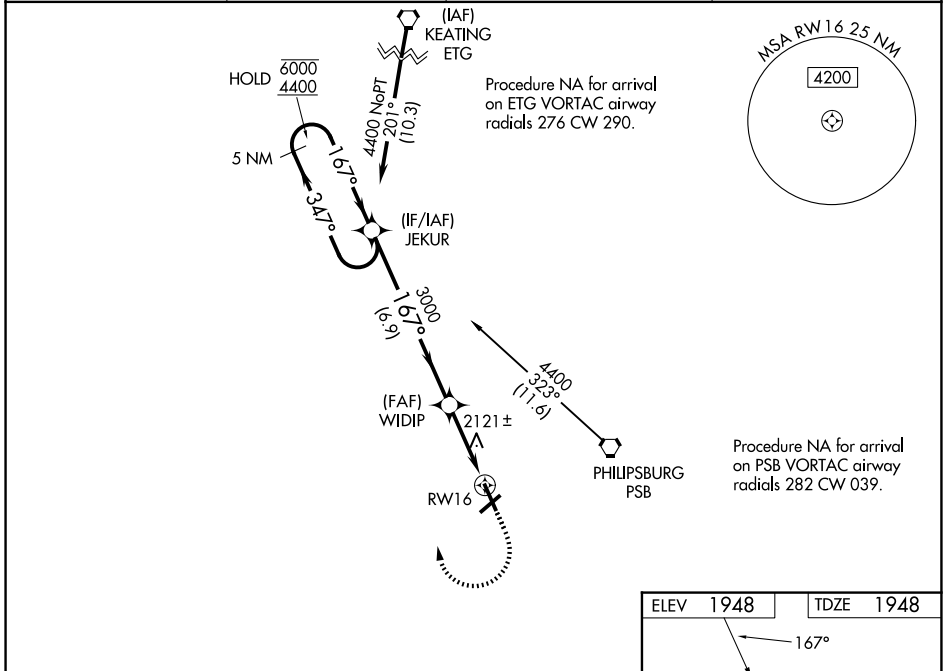 (IAF)
KEATING
ETG
HOLD 6000
4400
4400 NoPT
201°
(10.3)
Procedure NA for arrival
on ETG VORTAC airway
radials 276 CW 290.
MSA RW16 25 NM
4200
5 NM
167°
347°
(IF/IAF)
JEKUR
3000
167°
(6.9)
4400
323°
(11.6)
(FAF)
WIDIP
2121±
PHILIPSBURG
PSB
Procedure NA for arrival
on PSB VORTAC airway
radials 282 CW 039.
RW16
ELEV 1948
TDZE 1948
167°